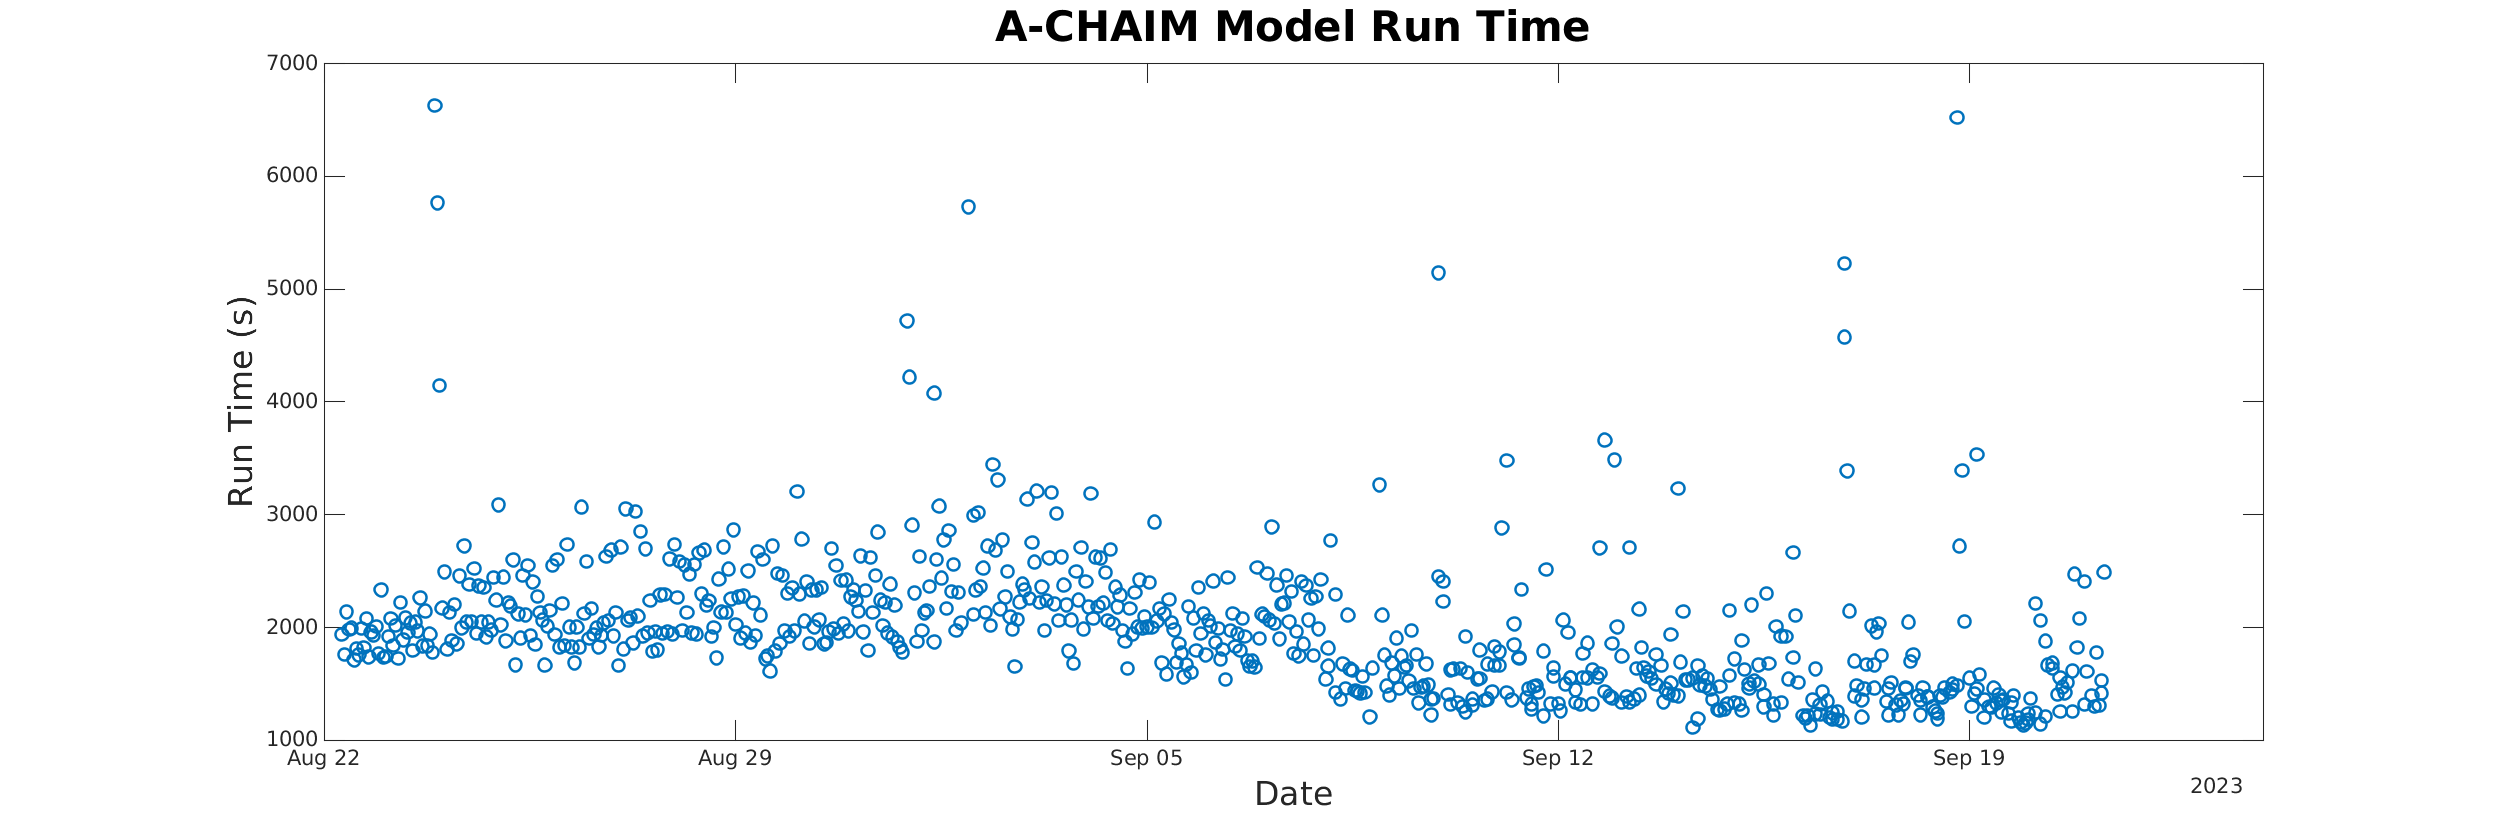 A-CHAIM Model Run Time
7000
6000
5000
4000
3000
2000
1000
Run Time (s)
Aug 22 Aug 29 Sep 05 Sep 12 Sep 19
2023
Date